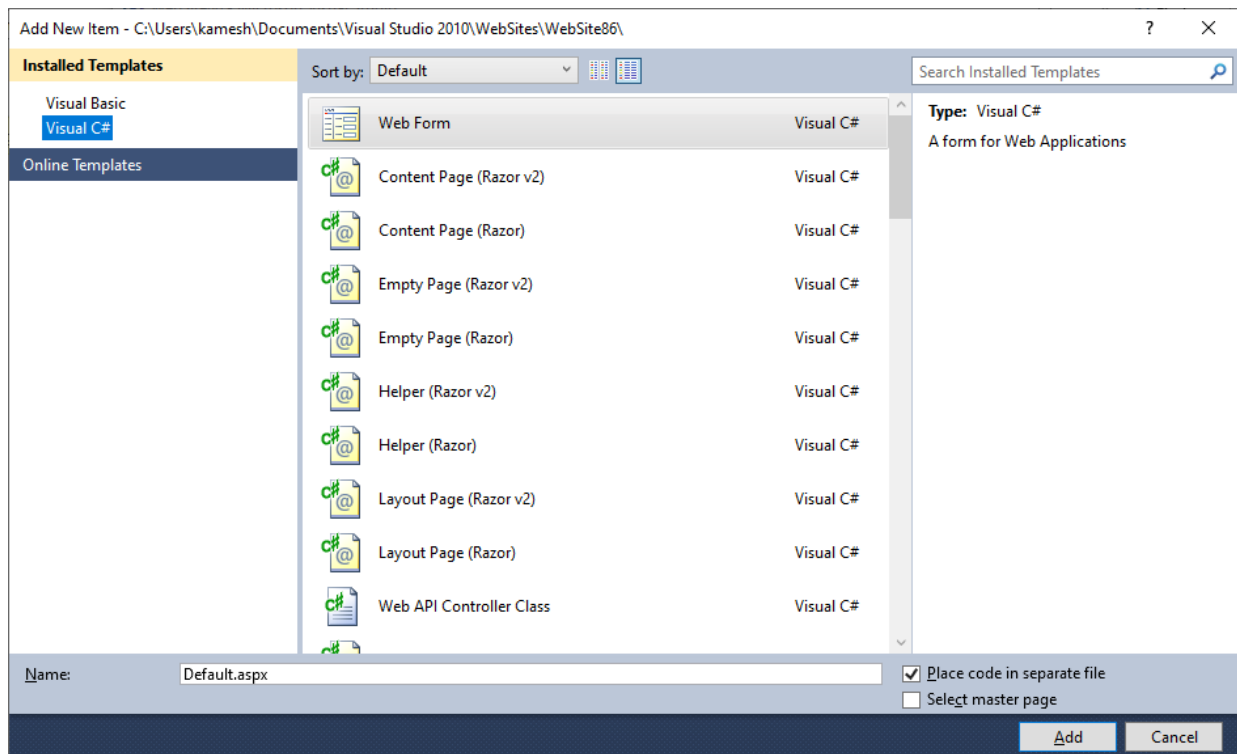 Add New Item - C:\Users\kamesh\Documents\Visual Studio 2010\WebSites\WebSite86\
Installed Templates
Visual Basic
Visual C#
Online Templates
Sort by: Default
Search Installed Templates
Web Form Visual C#
Content Page (Razor v2) Visual C#
Content Page (Razor) Visual C#
Empty Page (Razor v2) Visual C#
Empty Page (Razor) Visual C#
Helper (Razor v2) Visual C#
Helper (Razor) Visual C#
Layout Page (Razor v2) Visual C#
Layout Page (Razor) Visual C#
Web API Controller Class Visual C#
Type: Visual C#
A form for Web Applications
Name: Default.aspx
Place code in separate file
Select master page
Add Cancel